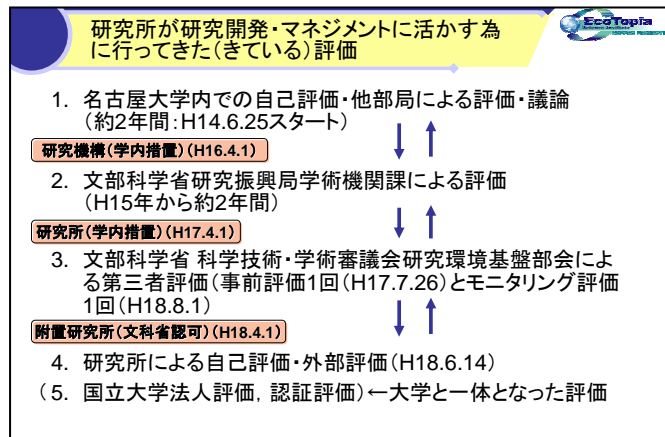 研究所が研究開発・マネジメントに活かす為
に行ってきた(きている)評価
EcoTopia
1. 名古屋大学内での自己評価・他部局による評価・議論
(約2年間:H14.6.25スタート)
研究機構(学内措置)(H16.4.1)
2. 文部科学省研究振興局学術機関課による評価
(H15年から約2年間)
研究所(学内措置)(H17.4.1)
3. 文部科学省 科学技術・学術審議会研究環境基盤部会によ
る第三者評価(事前評価1回(H17.7.26)とモニタリング評価
1回(H18.8.1)
附置研究所(文科省認可)(H18.4.1)
4. 研究所による自己評価・外部評価(H18.6.14)
(5. 国立大学法人評価, 認証評価)←大学と一体となった評価